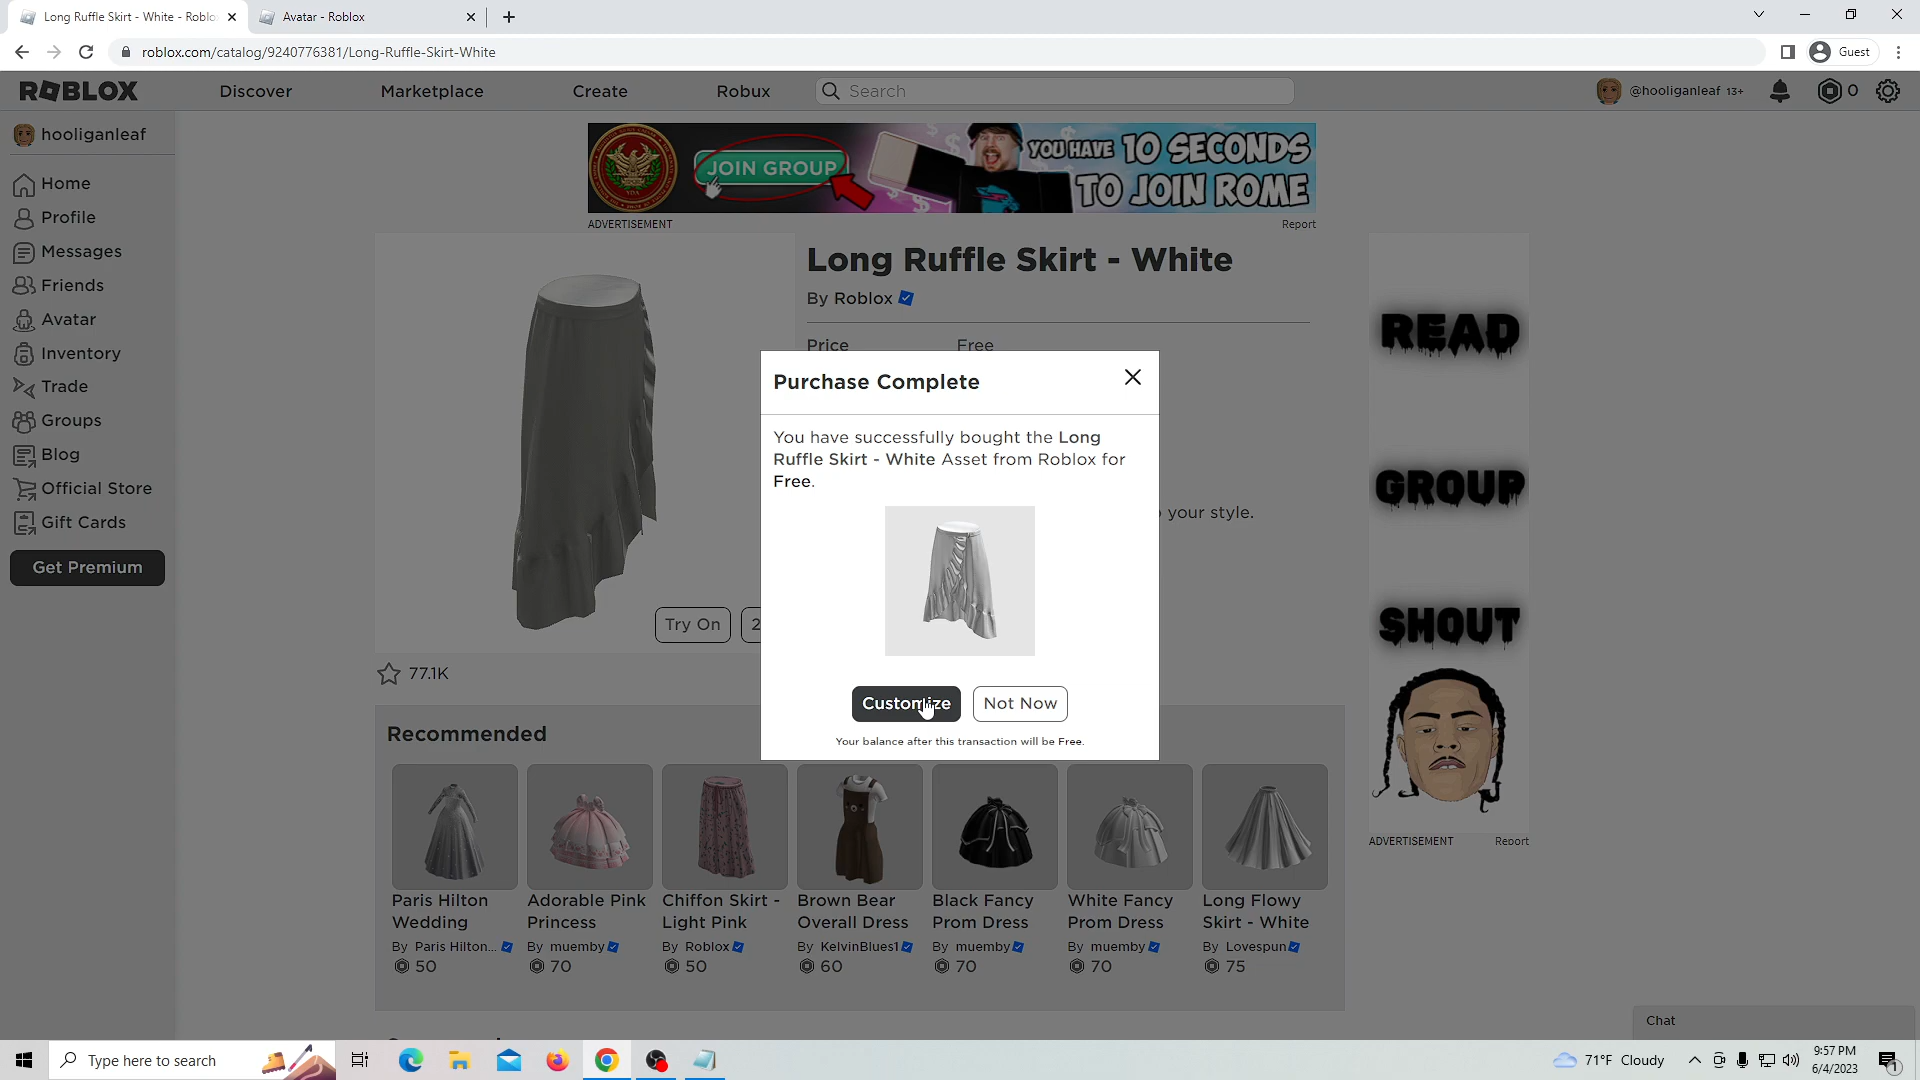 Long Ruffle Skirt - White - Roblo
Avatar - Roblox
roblox.com/catalog/9240776381/Long-Ruffle-Skirt-White
Guest
ROBLOX
Discover
Marketplace
Create
Robux
Search
@hooliganleaf 13+
0
hooliganleaf
Home
Profile
Messages
Friends
Avatar
Inventory
Trade
Groups
Blog
Official Store
Gift Cards
Get Premium
JOIN GROUP
YOU HAVE 10 SECONDS
TO JOIN ROME
ADVERTISEMENT
Report
Long Ruffle Skirt - White
By Roblox
Price
Free
your style.
Try On
2
77.1K
Purchase Complete
You have successfully bought the Long
Ruffle Skirt - White Asset from Roblox for
Free.
Customize
Not Now
Your balance after this transaction will be Free.
READ
GROUP
SHOUT
ADVERTISEMENT
Report
Recommended
Paris Hilton
Wedding
By Paris Hilton...
50
Adorable Pink
Princess
By muemby
70
Chiffon Skirt -
Light Pink
By Roblox
50
Brown Bear
Overall Dress
By KelvinBlues1
60
Black Fancy
Prom Dress
By muemby
70
White Fancy
Prom Dress
By muemby
70
Long Flowy
Skirt - White
By Lovespun
75
Chat
Type here to search
71°F Cloudy
9:57 PM
6/4/2023
1